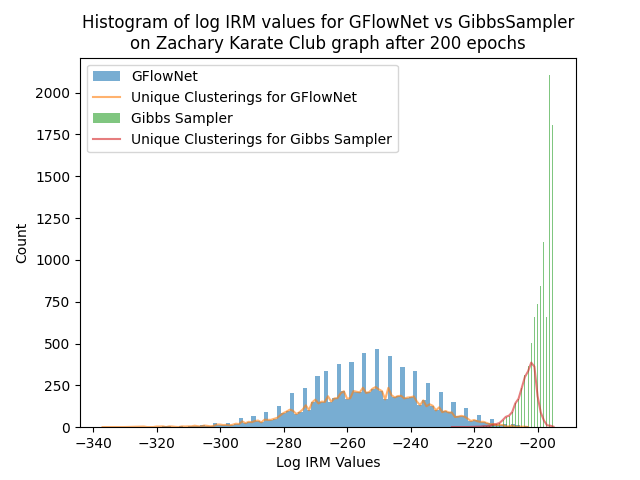 Histogram of log IRM values for GFlowNet vs GibbsSampler
on Zachary Karate Club graph after 200 epochs
GFlowNet
Unique Clusterings for GFlowNet
Gibbs Sampler
Unique Clusterings for Gibbs Sampler
Count
2000
1750
1500
1250
1000
750
500
250
0
−340 −320 −300 −280 −260 −240 −220 −200
Log IRM Values